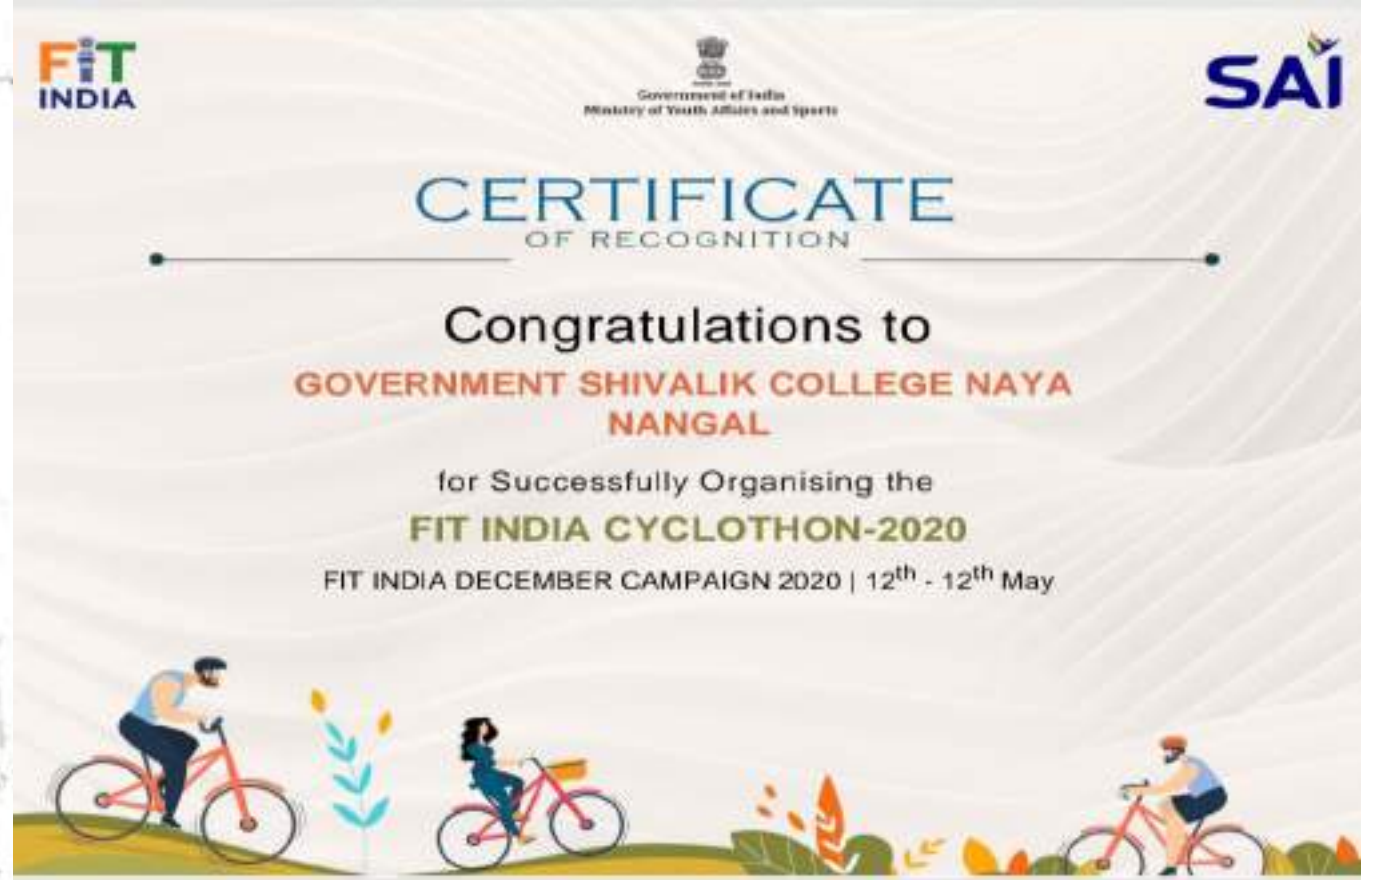 FIT
INDIA
Government of India
Ministry of Youth Affairs and Sports
SAI
CERTIFICATE
OF RECOGNITION
Congratulations to
GOVERNMENT SHIVALIK COLLEGE NAYA
NANGAL
for Successfully Organising the
FIT INDIA CYCLOTHON-2020
FIT INDIA DECEMBER CAMPAIGN 2020 | 12th - 12th May